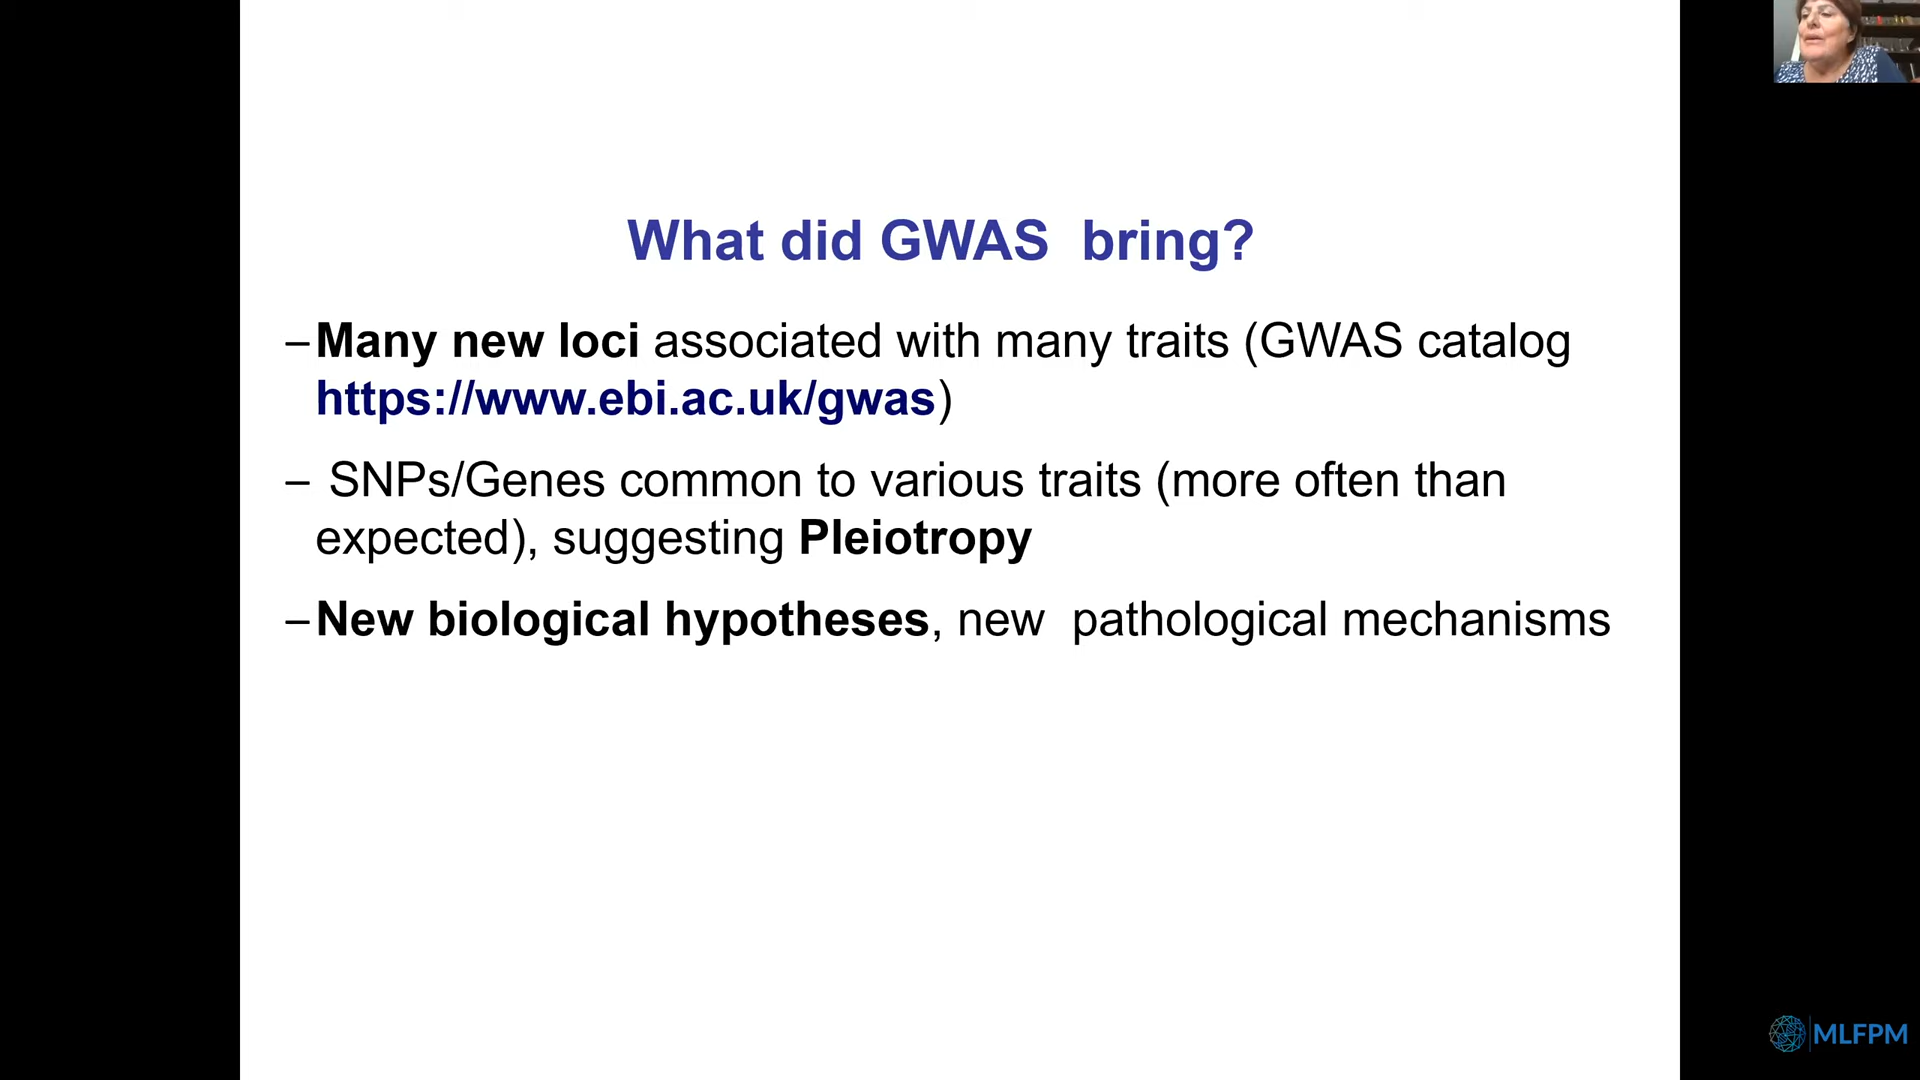 What did GWAS  bring?
–Many new loci associated with many traits (GWAS catalog
https://www.ebi.ac.uk/gwas)
– SNPs/Genes common to various traits (more often than
expected), suggesting Pleiotropy
–New biological hypotheses, new  pathological mechanisms
MLFPM